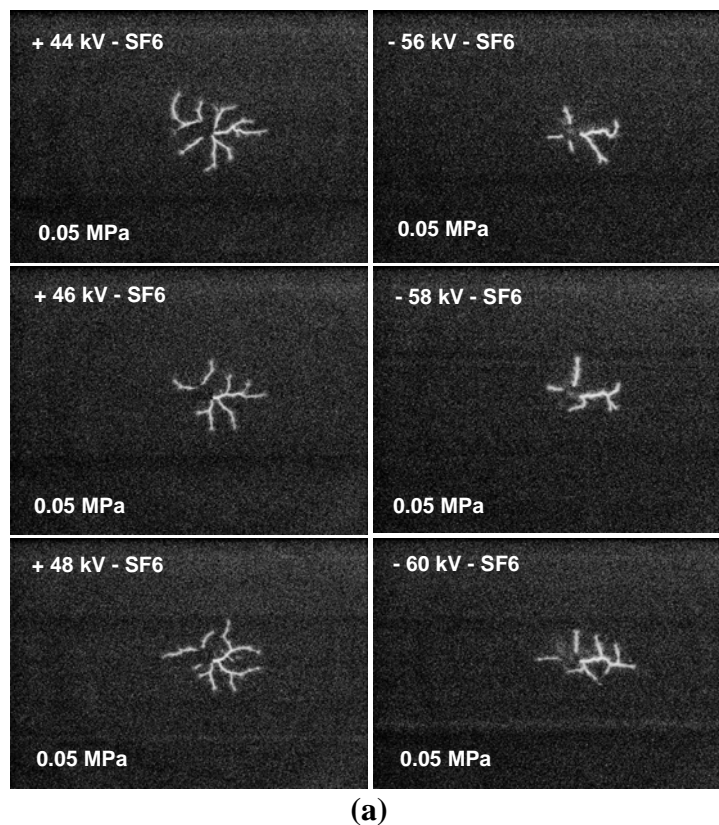 + 44 kV - SF6
- 56 kV - SF6
0.05 MPa
0.05 MPa
+ 46 kV - SF6
- 58 kV - SF6
0.05 MPa
0.05 MPa
+ 48 kV - SF6
- 60 kV - SF6
0.05 MPa
0.05 MPa
(a)